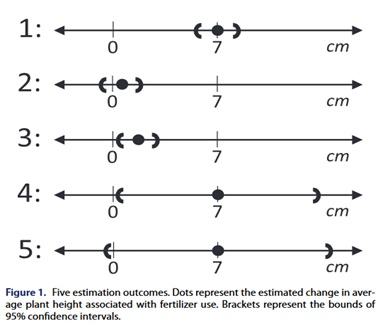 1:
0 7 cm
2:
0 7 cm
3:
0 7 cm
4:
0 7 cm
5:
0 7 cm
Figure 1. Five estimation outcomes. Dots represent the estimated change in aver-
age plant height associated with fertilizer use. Brackets represent the bounds of
95% confidence intervals.